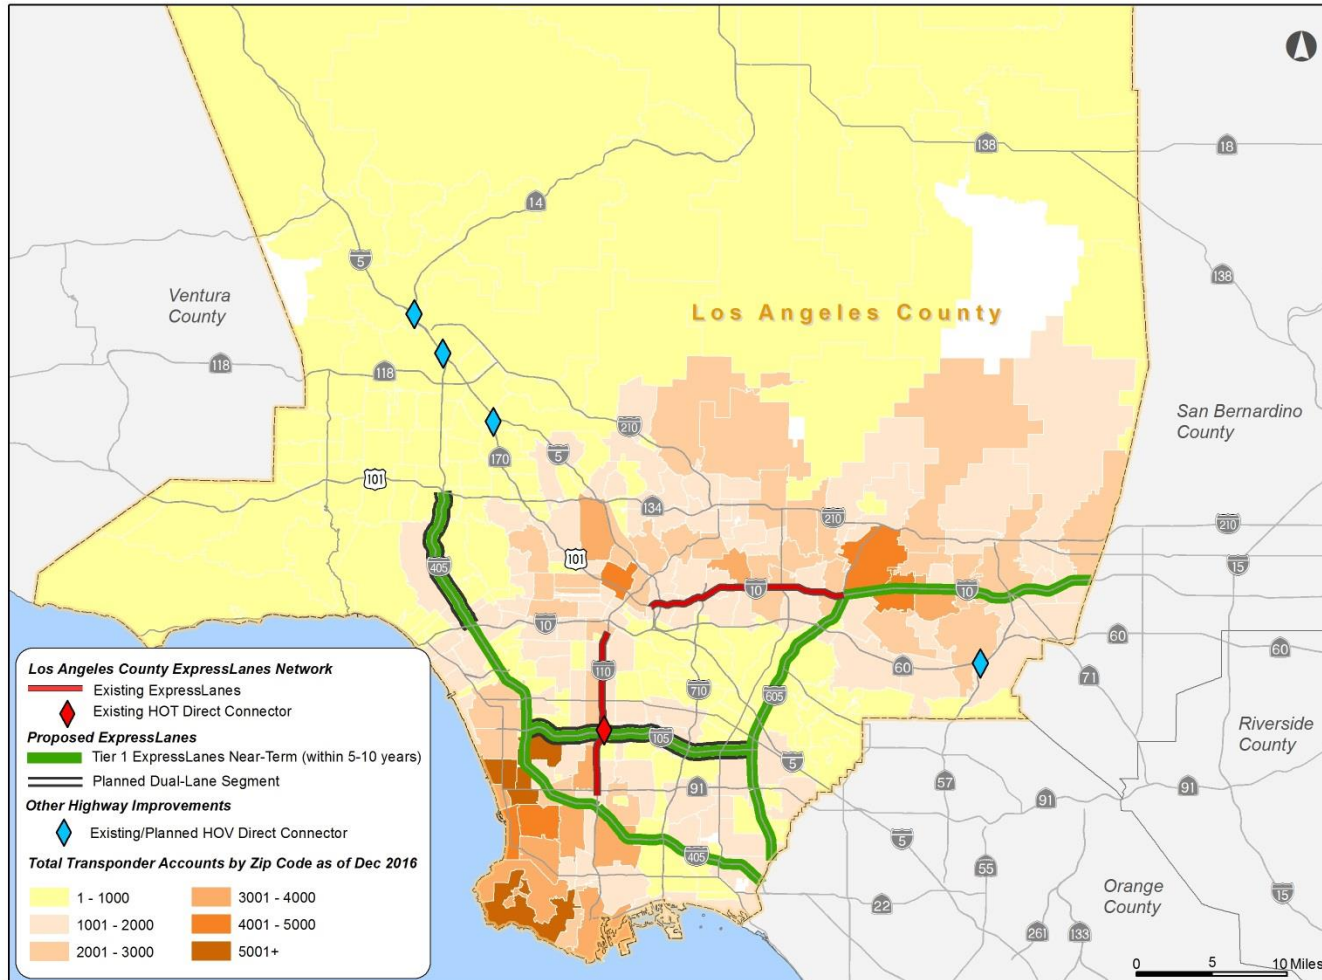 138
18
14
5
138
Ventura
County
Los Angeles County
118
118
San Bernardino
County
210
5
170
101
134
210
210
101
15
405
10
10
10
60
60
60
110
71
710
605
Riverside
County
105
5
57
91
91
91
405
5
55
Orange
County
22
15
261
133
Los Angeles County ExpressLanes Network
Existing ExpressLanes
Existing HOT Direct Connector
Proposed ExpressLanes
Tier 1 ExpressLanes Near-Term (within 5-10 years)
Planned Dual-Lane Segment
Other Highway Improvements
Existing/Planned HOV Direct Connector
Total Transponder Accounts by Zip Code as of Dec 2016
1 - 1000
3001 - 4000
1001 - 2000
4001 - 5000
2001 - 3000
5001+
0 5 10 Miles